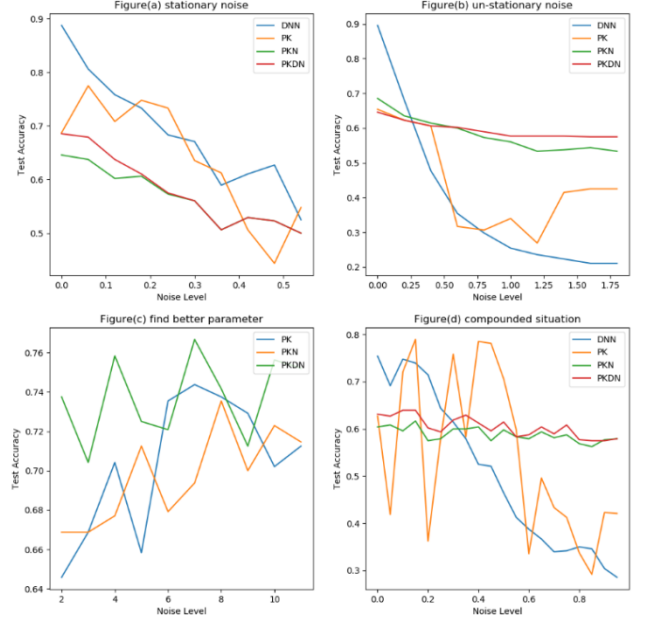 Figure(a) stationary noise
0.9
0.8
0.7
0.6
0.5
Test Accuracy
DNN
PK
PKN
PKDN
0.0 0.1 0.2 0.3 0.4 0.5
Noise Level
Figure(b) un-stationary noise
0.9
0.8
0.7
0.6
0.5
0.4
0.3
0.2
Test Accuracy
DNN
PK
PKN
PKDN
0.00 0.25 0.50 0.75 1.00 1.25 1.50 1.75
Noise Level
Figure(c) find better parameter
0.76
0.74
0.72
0.70
0.68
0.66
0.64
Test Accuracy
PK
PKN
PKDN
2 4 6 8 10
Noise Level
Figure(d) compounded situation
0.8
0.7
0.6
0.5
0.4
0.3
Test Accuracy
DNN
PK
PKN
PKDN
0.0 0.2 0.4 0.6 0.8
Noise Level